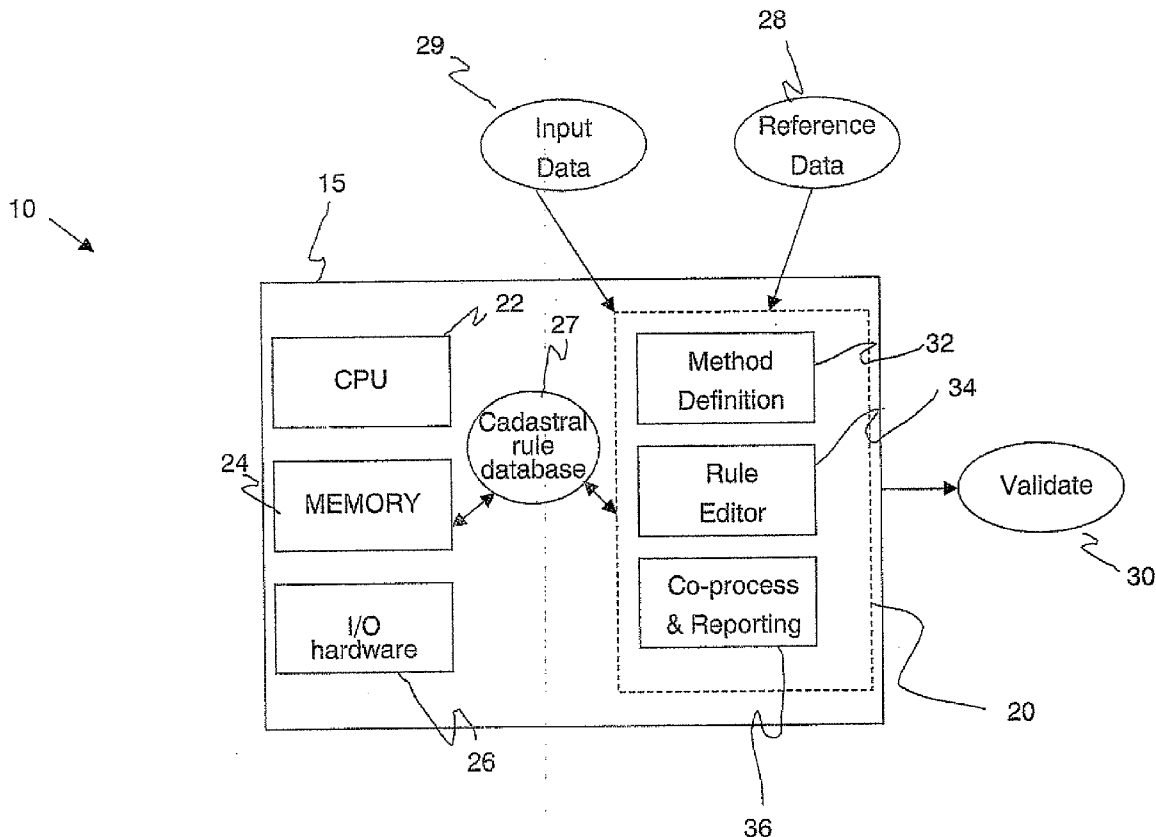 28
29
Input
Data
Reference
Data
15
10
22
27
CPU
Method
Definition
32
34
Cadastral
rule
database
24
MEMORY
Rule
Editor
Validate
30
I/O
hardware
Co-process
& Reporting
20
26
36